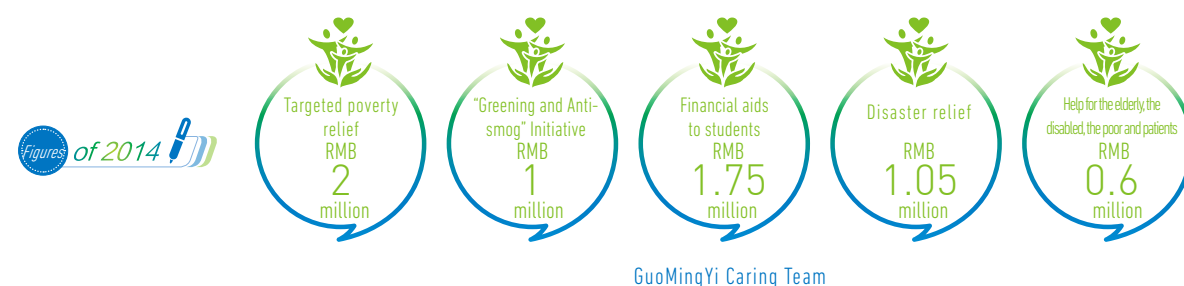 Figures of 2014
Targeted poverty
relief
RMB
2
million
"Greening and Anti-
smog" Initiative
RMB
1
million
Financial aids
to students
RMB
1.75
million
Disaster relief
RMB
1.05
million
Help for the elderly, the
disabled, the poor and patients
RMB
0.6
million
GuoMingYi Caring Team